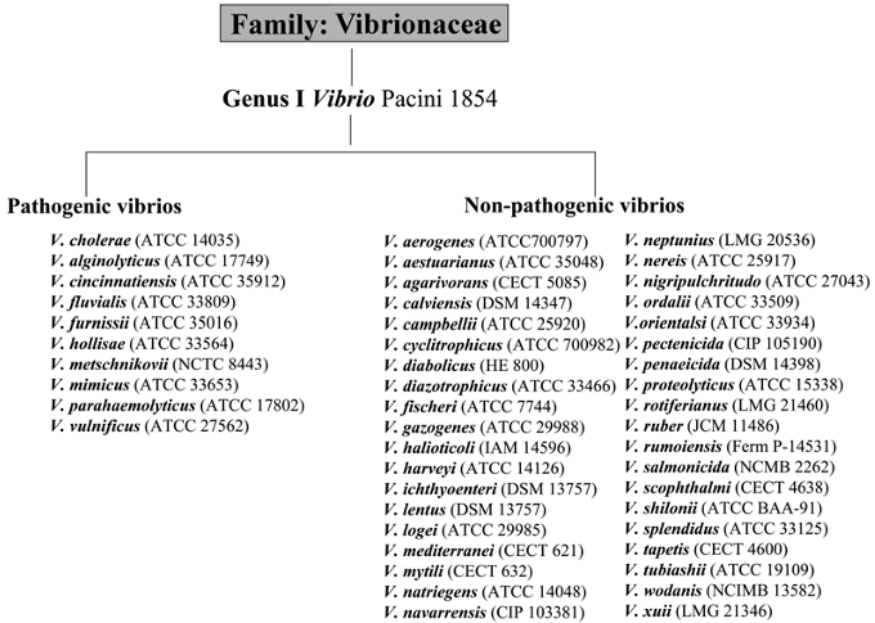 Family: Vibrionaceae
Genus I Vibrio Pacini 1854
Pathogenic vibrios
V. cholerae (ATCC 14035)
V. alginolyticus (ATCC 17749)
V. cincinnatiensis (ATCC 35912)
V. fluvialis (ATCC 33809)
V. furnissii (ATCC 35016)
V. hollisae (ATCC 33564)
V. metschnikovii (NCTC 8443)
V. mimicus (ATCC 33653)
V. parahaemolyticus (ATCC 17802)
V. vulnificus (ATCC 27562)
Non-pathogenic vibrios
V. aerogenes (ATCC700797)
V. aestuarianus (ATCC 35048)
V. agarivorans (CECT 5085)
V. calviensis (DSM 14347)
V. campbellii (ATCC 25920)
V. cyclitrophicus (ATCC 700982)
V. diabolicus (HE 800)
V. diazotrophicus (ATCC 33466)
V. fischeri (ATCC 7744)
V. gazogenes (ATCC 29988)
V. halioticoli (IAM 14596)
V. harveyi (ATCC 14126)
V. ichthyoenteri (DSM 13757)
V. lentus (DSM 13757)
V. logei (ATCC 29985)
V. mediterranei (CECT 621)
V. mytili (CECT 632)
V. natriegens (ATCC 14048)
V. navarrensis (CIP 103381)
V. neptunius (LMG 20536)
V. nereis (ATCC 25917)
V. nigripulchritudo (ATCC 27043)
V. ordalii (ATCC 33509)
V.orientalsi (ATCC 33934)
V. pectenicida (CIP 105190)
V. penaeicida (DSM 14398)
V. proteolyticus (ATCC 15338)
V. rotiferianus (LMG 21460)
V. ruber (JCM 11486)
V. rumoiensis (Ferm P-14531)
V. salmonicida (NCMB 2262)
V. scophthalmi (CECT 4638)
V. shilonii (ATCC BAA-91)
V. splendidus (ATCC 33125)
V. tapetis (CECT 4600)
V. tubiashii (ATCC 19109)
V. wodanis (NCIMB 13582)
V. xuii (LMG 21346)